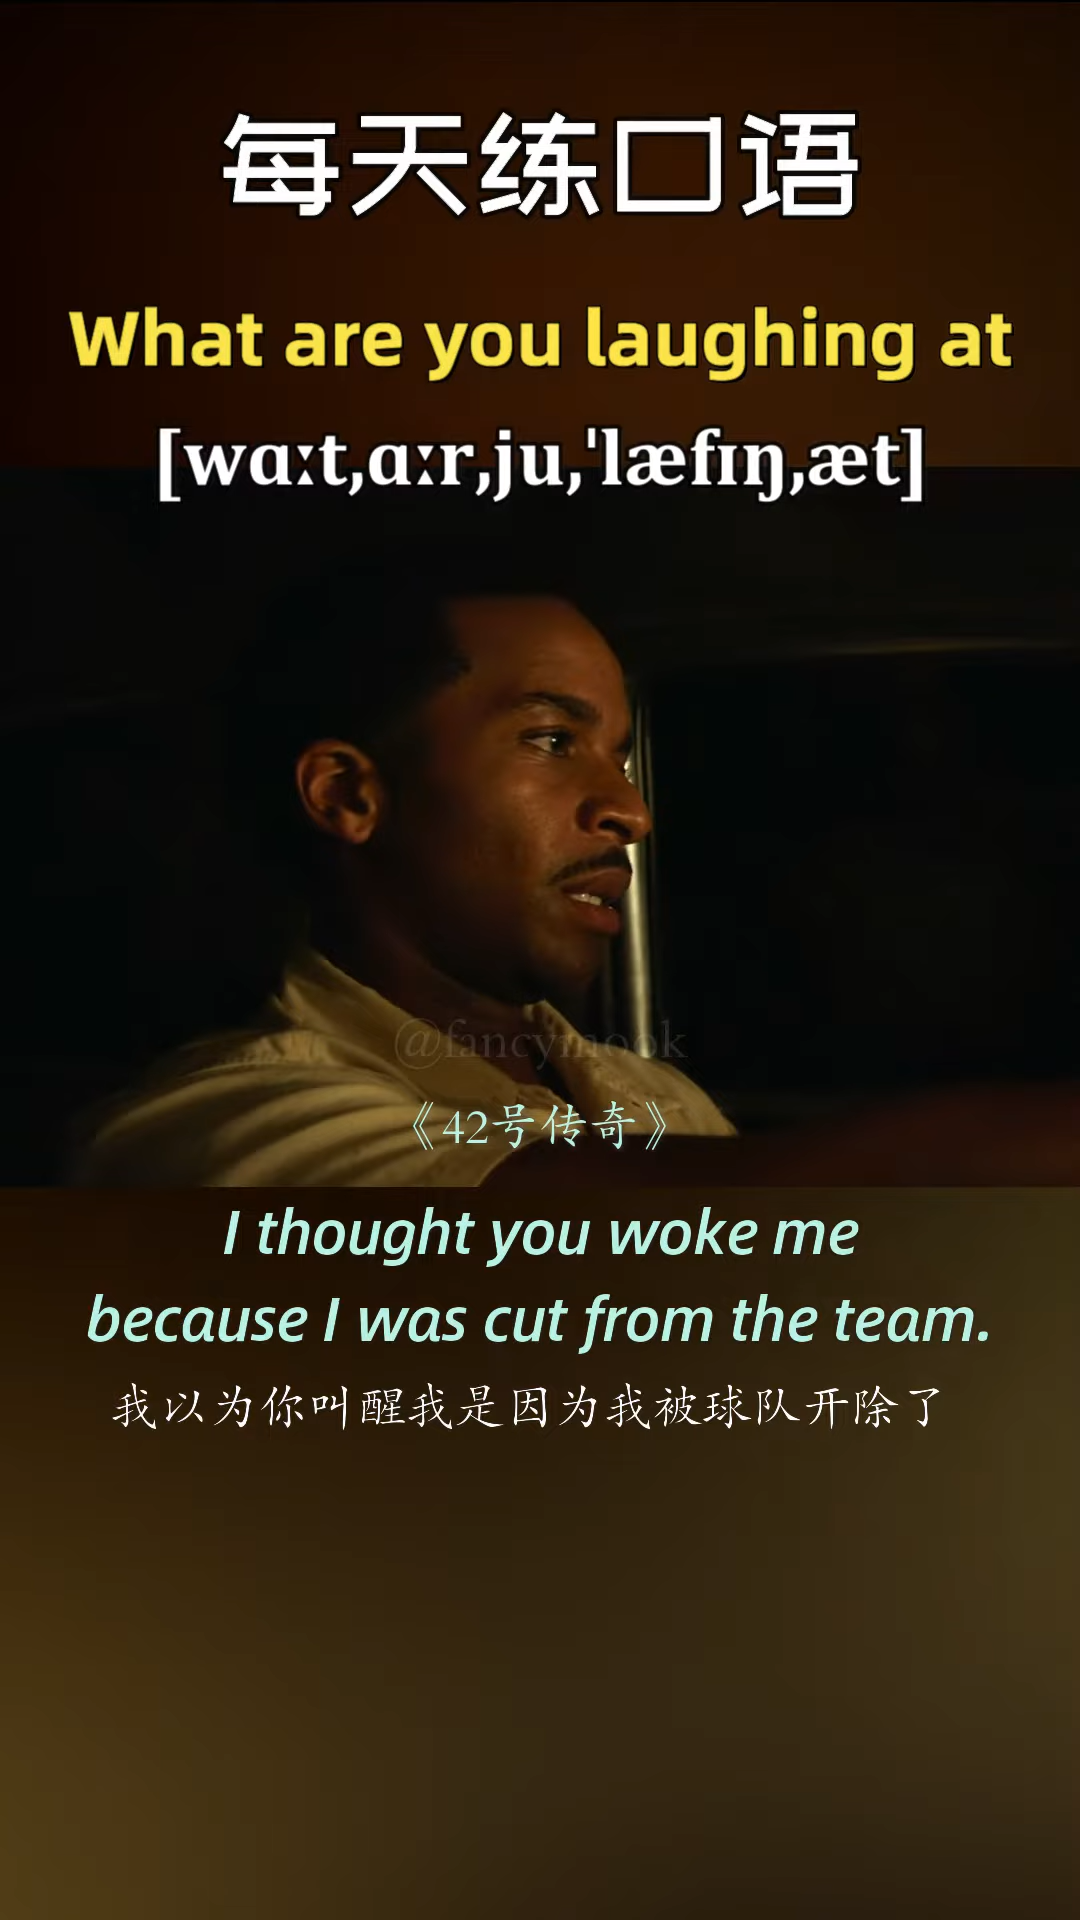 每天练口语
What are you laughing at
[wɑːt,ɑːr,ju,ˈlæfɪŋ,æt]
@fancymook
《42号传奇》
I thought you woke me
because I was cut from the team.
我以为你叫醒我是因为我被球队开除了